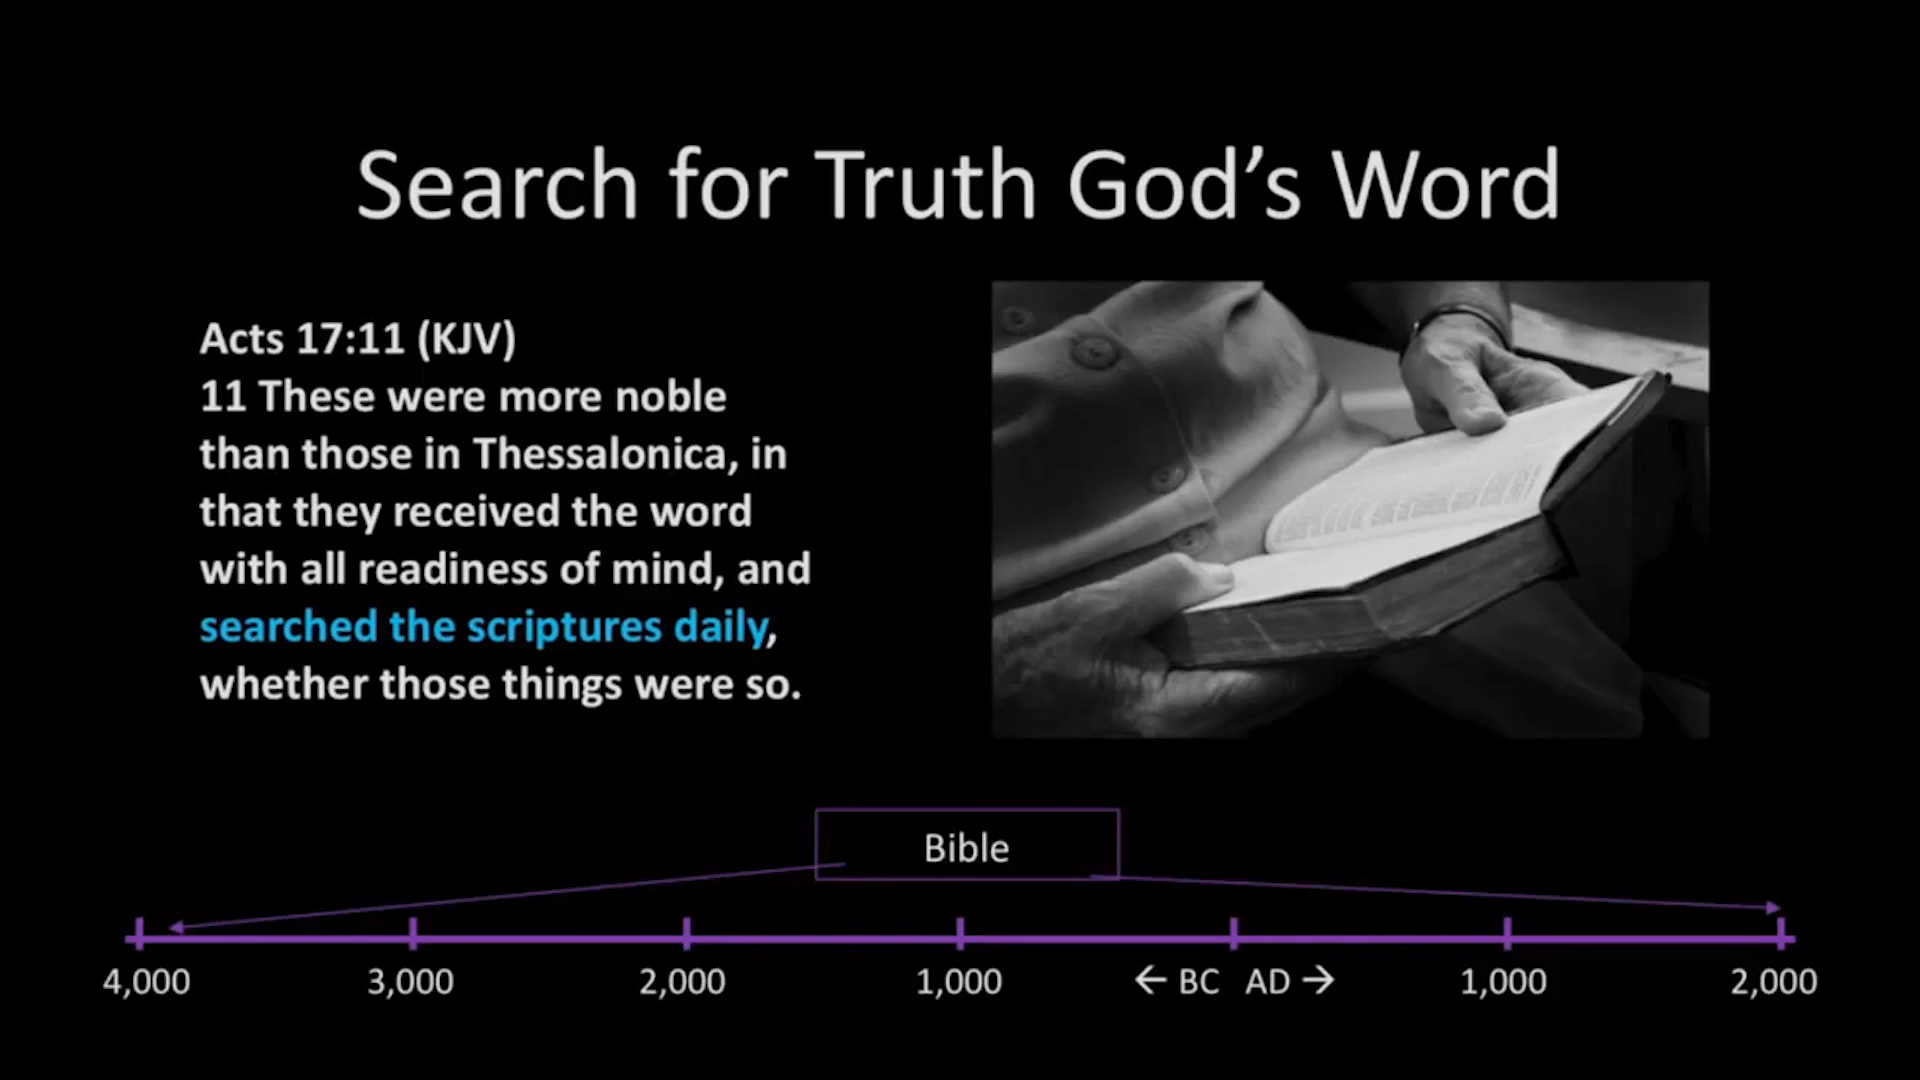 Search for Truth God’s Word
Acts 17:11 (KJV)
11 These were more noble
than those in Thessalonica, in
that they received the word
with all readiness of mind, and
searched the scriptures daily,
whether those things were so.
Bible
4,000 3,000 2,000 1,000 ← BC AD → 1,000 2,000